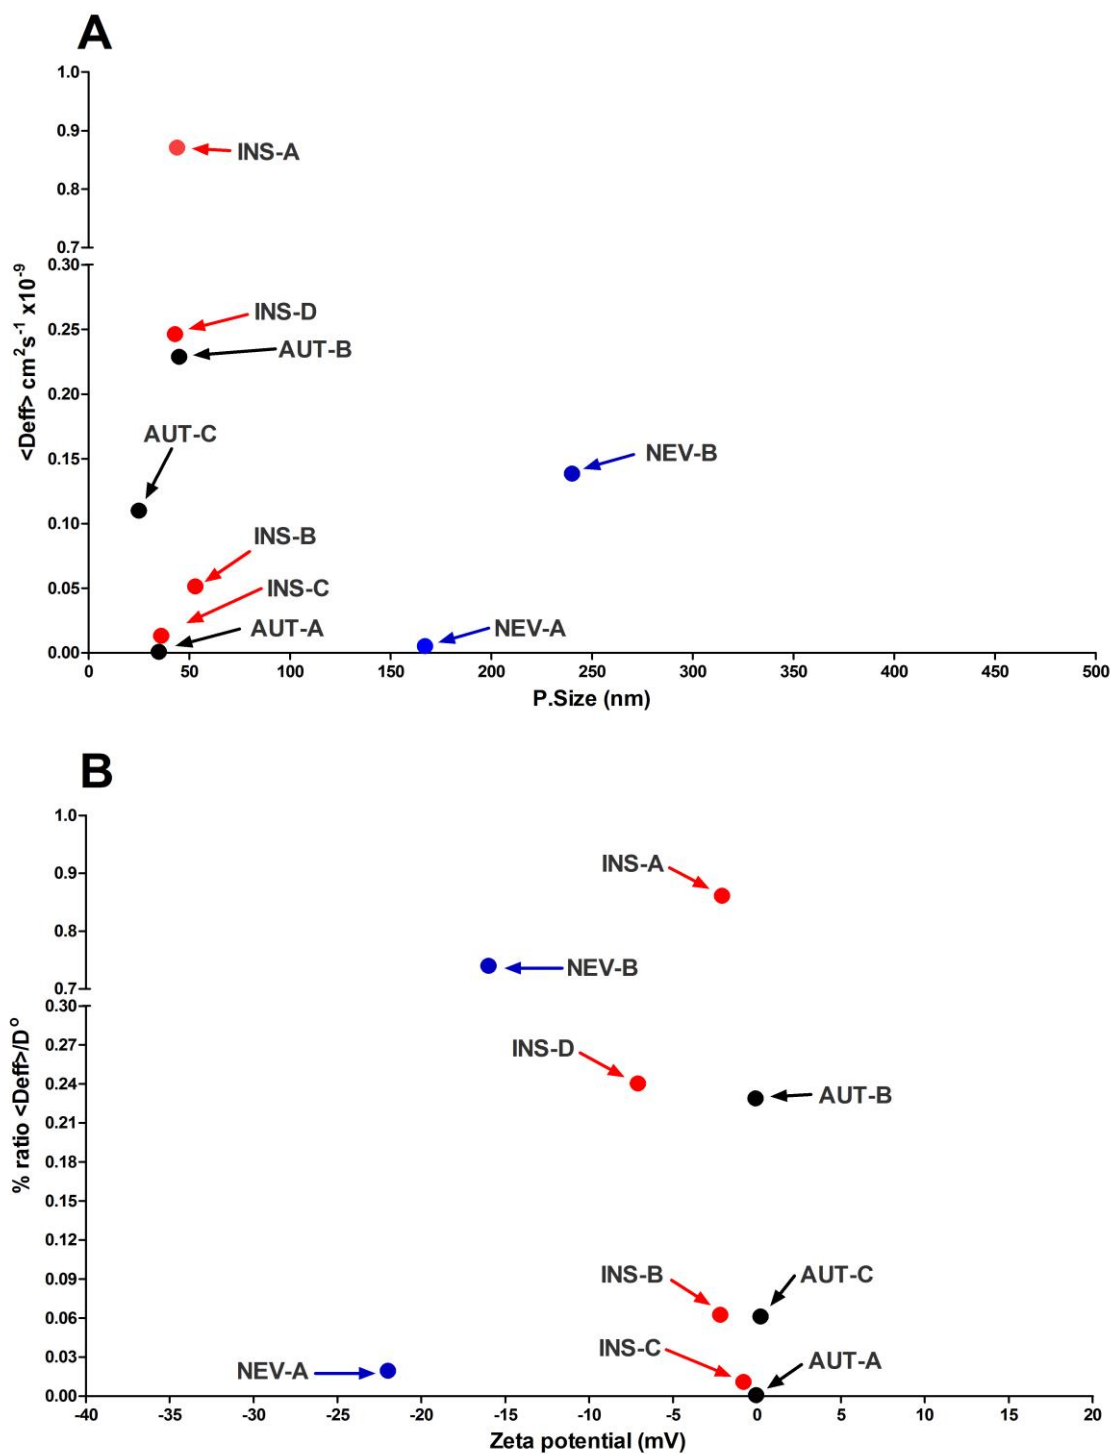 A
1.0
0.9
INS-A
0.8
0.7
0.30
<Deff> cm²s⁻¹ x10⁻⁹
INS-D
0.25
AUT-B
0.20
AUT-C
NEV-B
0.15
0.10
INS-B
0.05
INS-C
AUT-A
NEV-A
0.00
0 50 100 150 200 250 300 350 400 450 500
P.Size (nm)
B
1.0
0.9
INS-A
0.8
NEV-B
0.7
0.30
% ratio <Deff>/D°
0.27
INS-D
0.24
AUT-B
0.21
0.18
0.15
0.12
0.09
INS-B
AUT-C
0.06
INS-C
0.03
AUT-A
NEV-A
0.00
-40 -35 -30 -25 -20 -15 -10 -5 0 5 10 15 20
Zeta potential (mV)